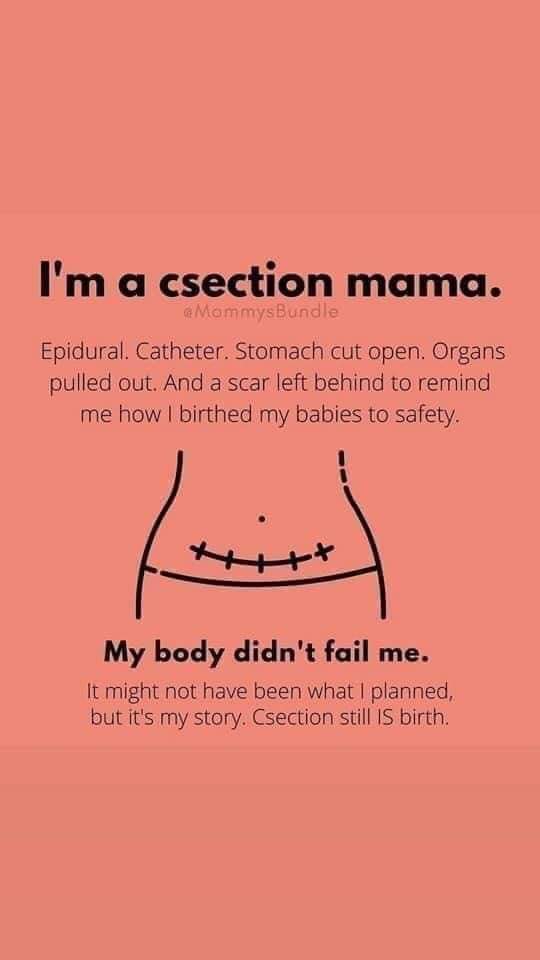 I'm a csection mama.
@MommysBundle
Epidural. Catheter. Stomach cut open. Organs
pulled out. And a scar left behind to remind
me how I birthed my babies to safety.
My body didn't fail me.
It might not have been what I planned,
but it's my story. Csection still IS birth.